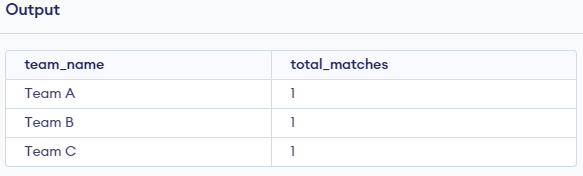 Output
team_name total_matches
Team A 1
Team B 1
Team C 1